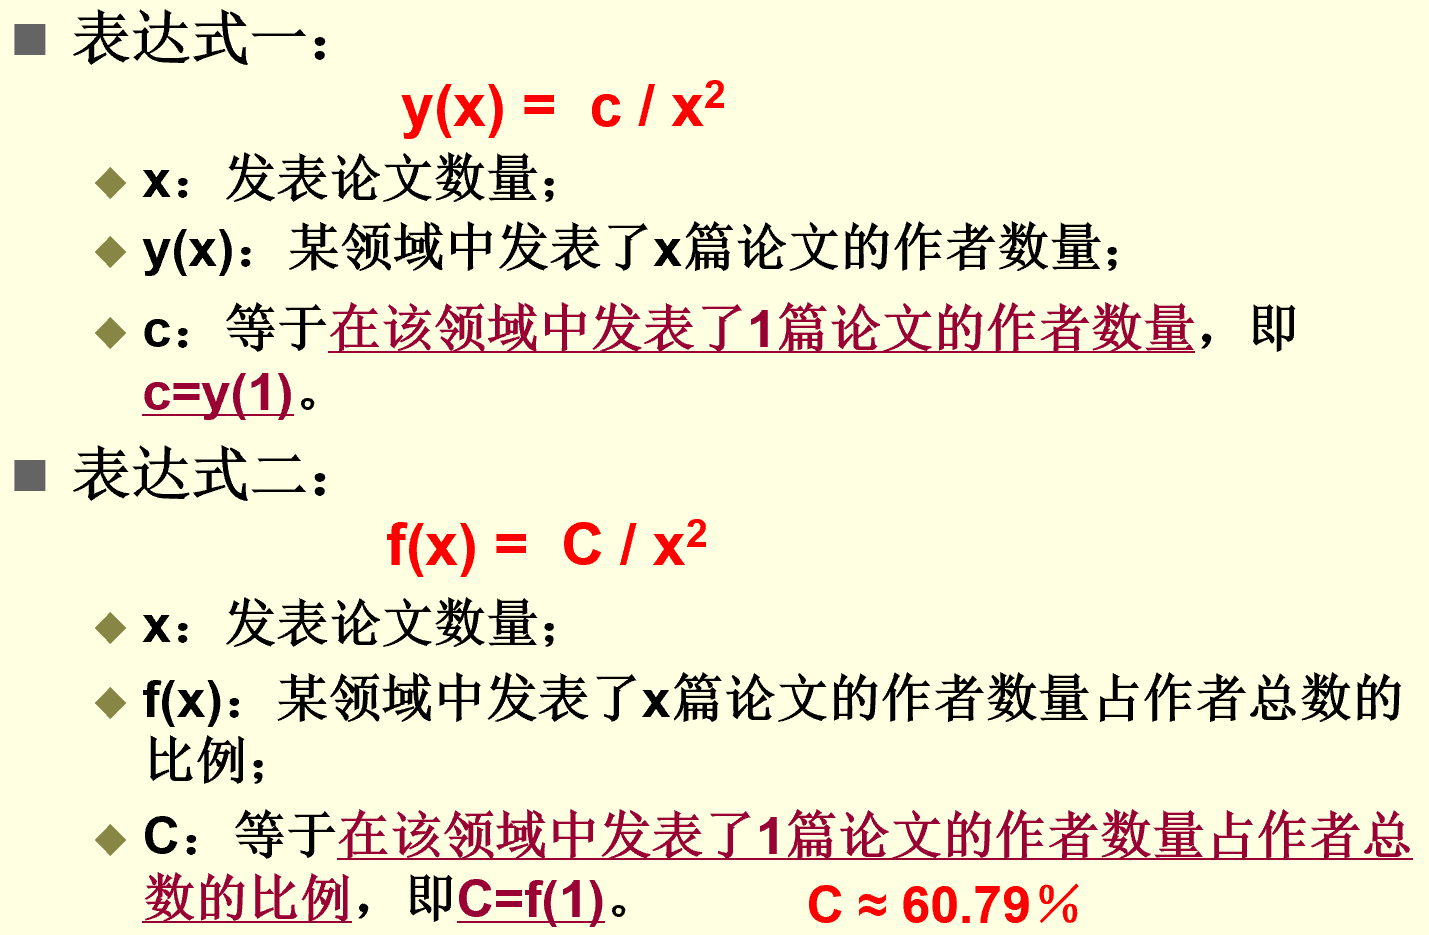 ■ 表达式一：
y(x) = c / x²
◆ x：发表论文数量；
◆ y(x)：某领域中发表了x篇论文的作者数量；
◆ c：等于在该领域中发表了1篇论文的作者数量，即
c=y(1)。
■ 表达式二：
f(x) = C / x²
◆ x：发表论文数量；
◆ f(x)：某领域中发表了x篇论文的作者数量占作者总数的
比例；
◆ C：等于在该领域中发表了1篇论文的作者数量占作者总
数的比例，即C=f(1)。 C ≈ 60.79％